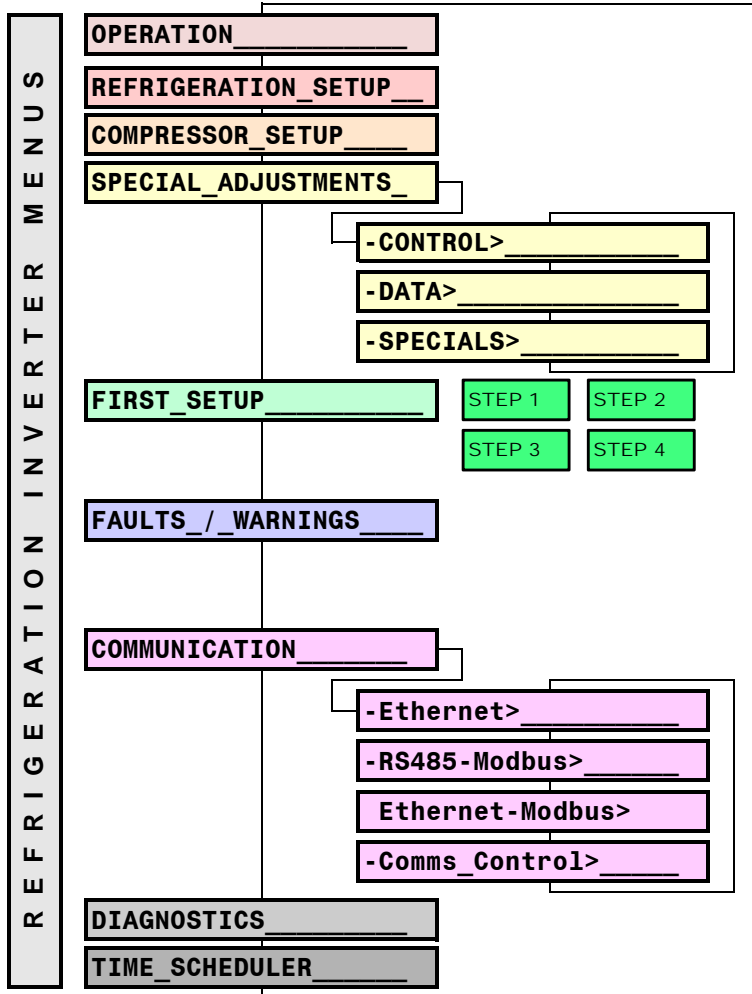 REFRIGERATION INVERTER MENUS
OPERATION___________
REFRIGERATION_SETUP__
COMPRESSOR_SETUP____
SPECIAL_ADJUSTMENTS_
-CONTROL>___________
-DATA>______________
-SPECIALS>__________
FIRST_SETUP__________
STEP 1
STEP 2
STEP 3
STEP 4
FAULTS_/_WARNINGS____
COMMUNICATION_______
-Ethernet>__________
-RS485-Modbus>______
Ethernet-Modbus>
-Comms_Control>_____
DIAGNOSTICS_________
TIME_SCHEDULER______